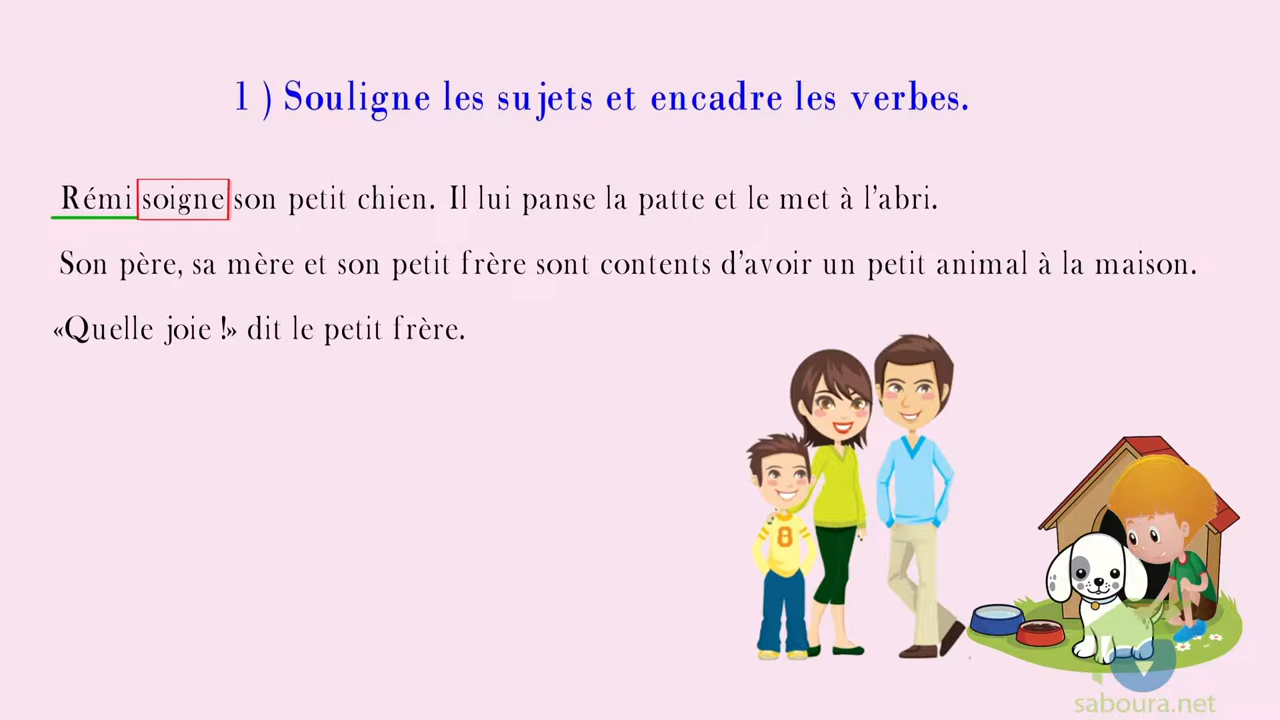 1 ) Souligne les sujets et encadre les verbes.
Rémi soigne son petit chien. Il lui panse la patte et le met à l’abri.
Son père, sa mère et son petit frère sont contents d’avoir un petit animal à la maison.
«Quelle joie !» dit le petit frère.
8
saboura.net